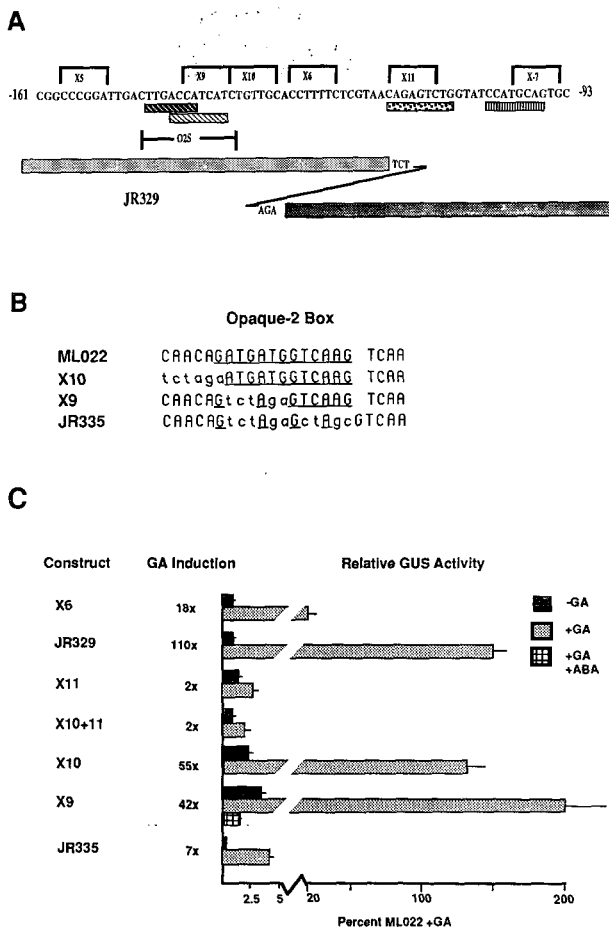 A
X5 X9 X10 X6 X11 X-7
-161 CGGCCCGGATTGACTTGACCATCATCTGTTGCACCTTTTCTCGTAACAGAGTCTGGTATCCATGCAGTGC -93
O2S
TCT
JR329
AGA
B
Opaque-2 Box
ML022 CAACAGATGATGGTCAAG TCAA
X10 tctagaATGATGGTCAAG TCAA
X9 CAACAGtctAgaGTCAAG TCAA
JR335 CAACAGtctAgaGctAgcGTCAA
C
Construct GA Induction Relative GUS Activity
X6 18x
JR329 110x
X11 2x
X10+11 2x
X10 55x
X9 42x
JR335 7x
-GA
+GA
+GA
+ABA
2.5 5 20 100 200
Percent ML022 +GA